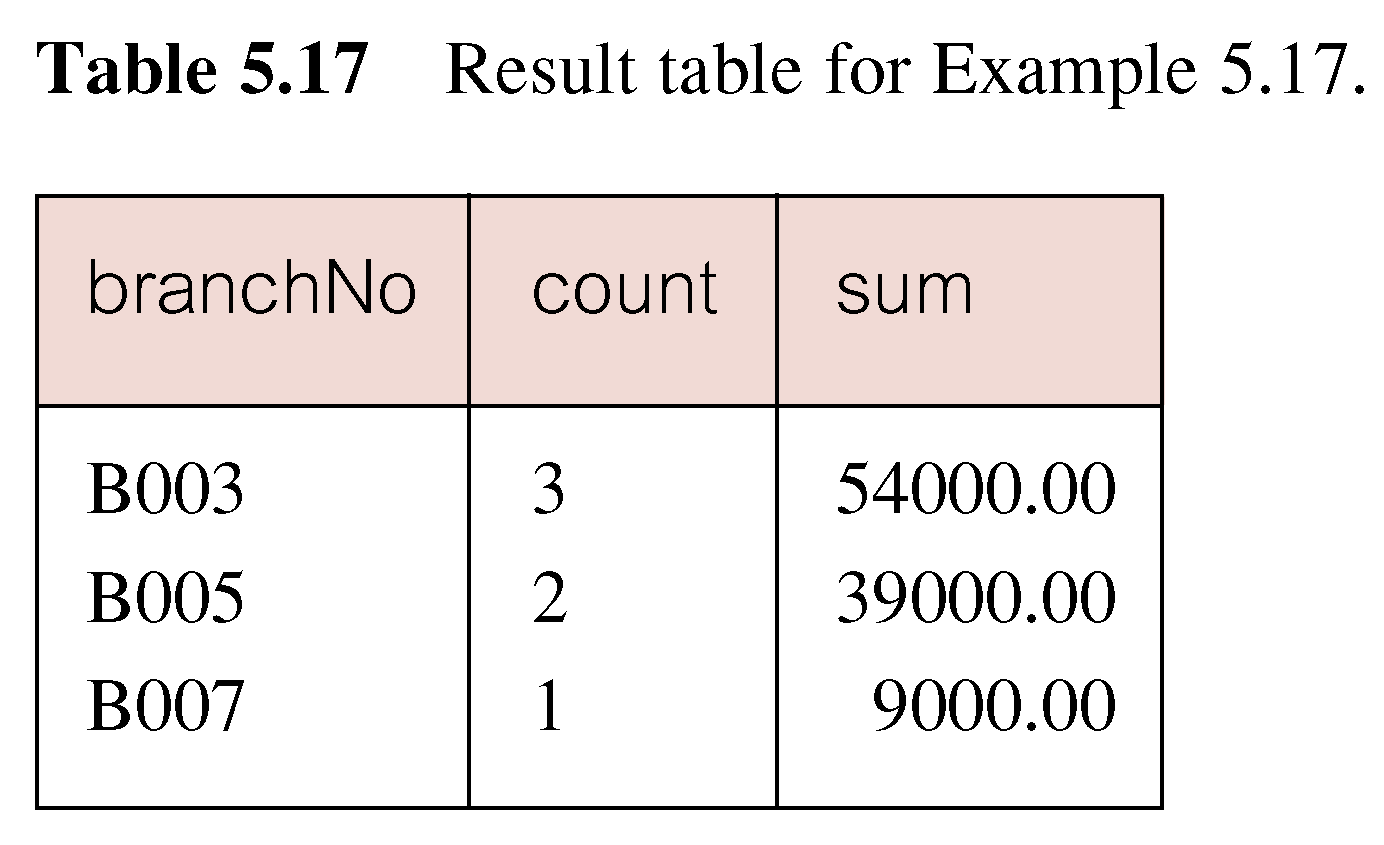 Table 5.17 Result table for Example 5.17.
branchNo count sum
B003 3 54000.00
B005 2 39000.00
B007 1 9000.00